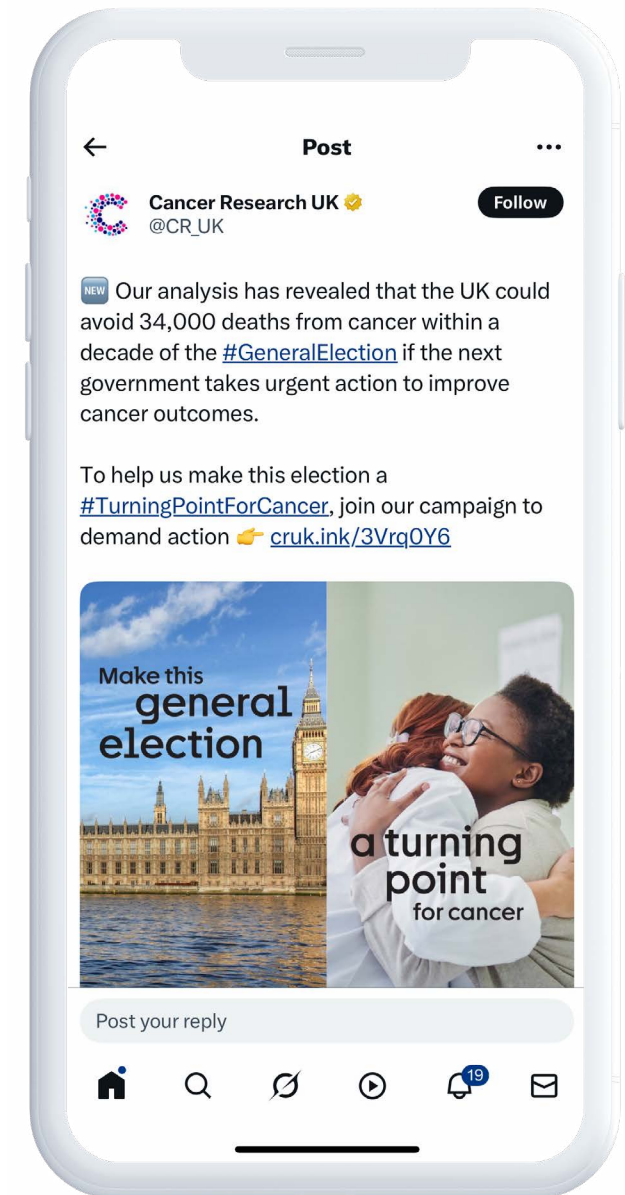 Post
Cancer Research UK
Follow
@CR_UK
NEW Our analysis has revealed that the UK could
avoid 34,000 deaths from cancer within a
decade of the #GeneralElection if the next
government takes urgent action to improve
cancer outcomes.
To help us make this election a
#TurningPointForCancer, join our campaign to
demand action 👉 cruk.ink/3Vrq0Y6
Make this
general
election
a turning
point
for cancer
Post your reply
19